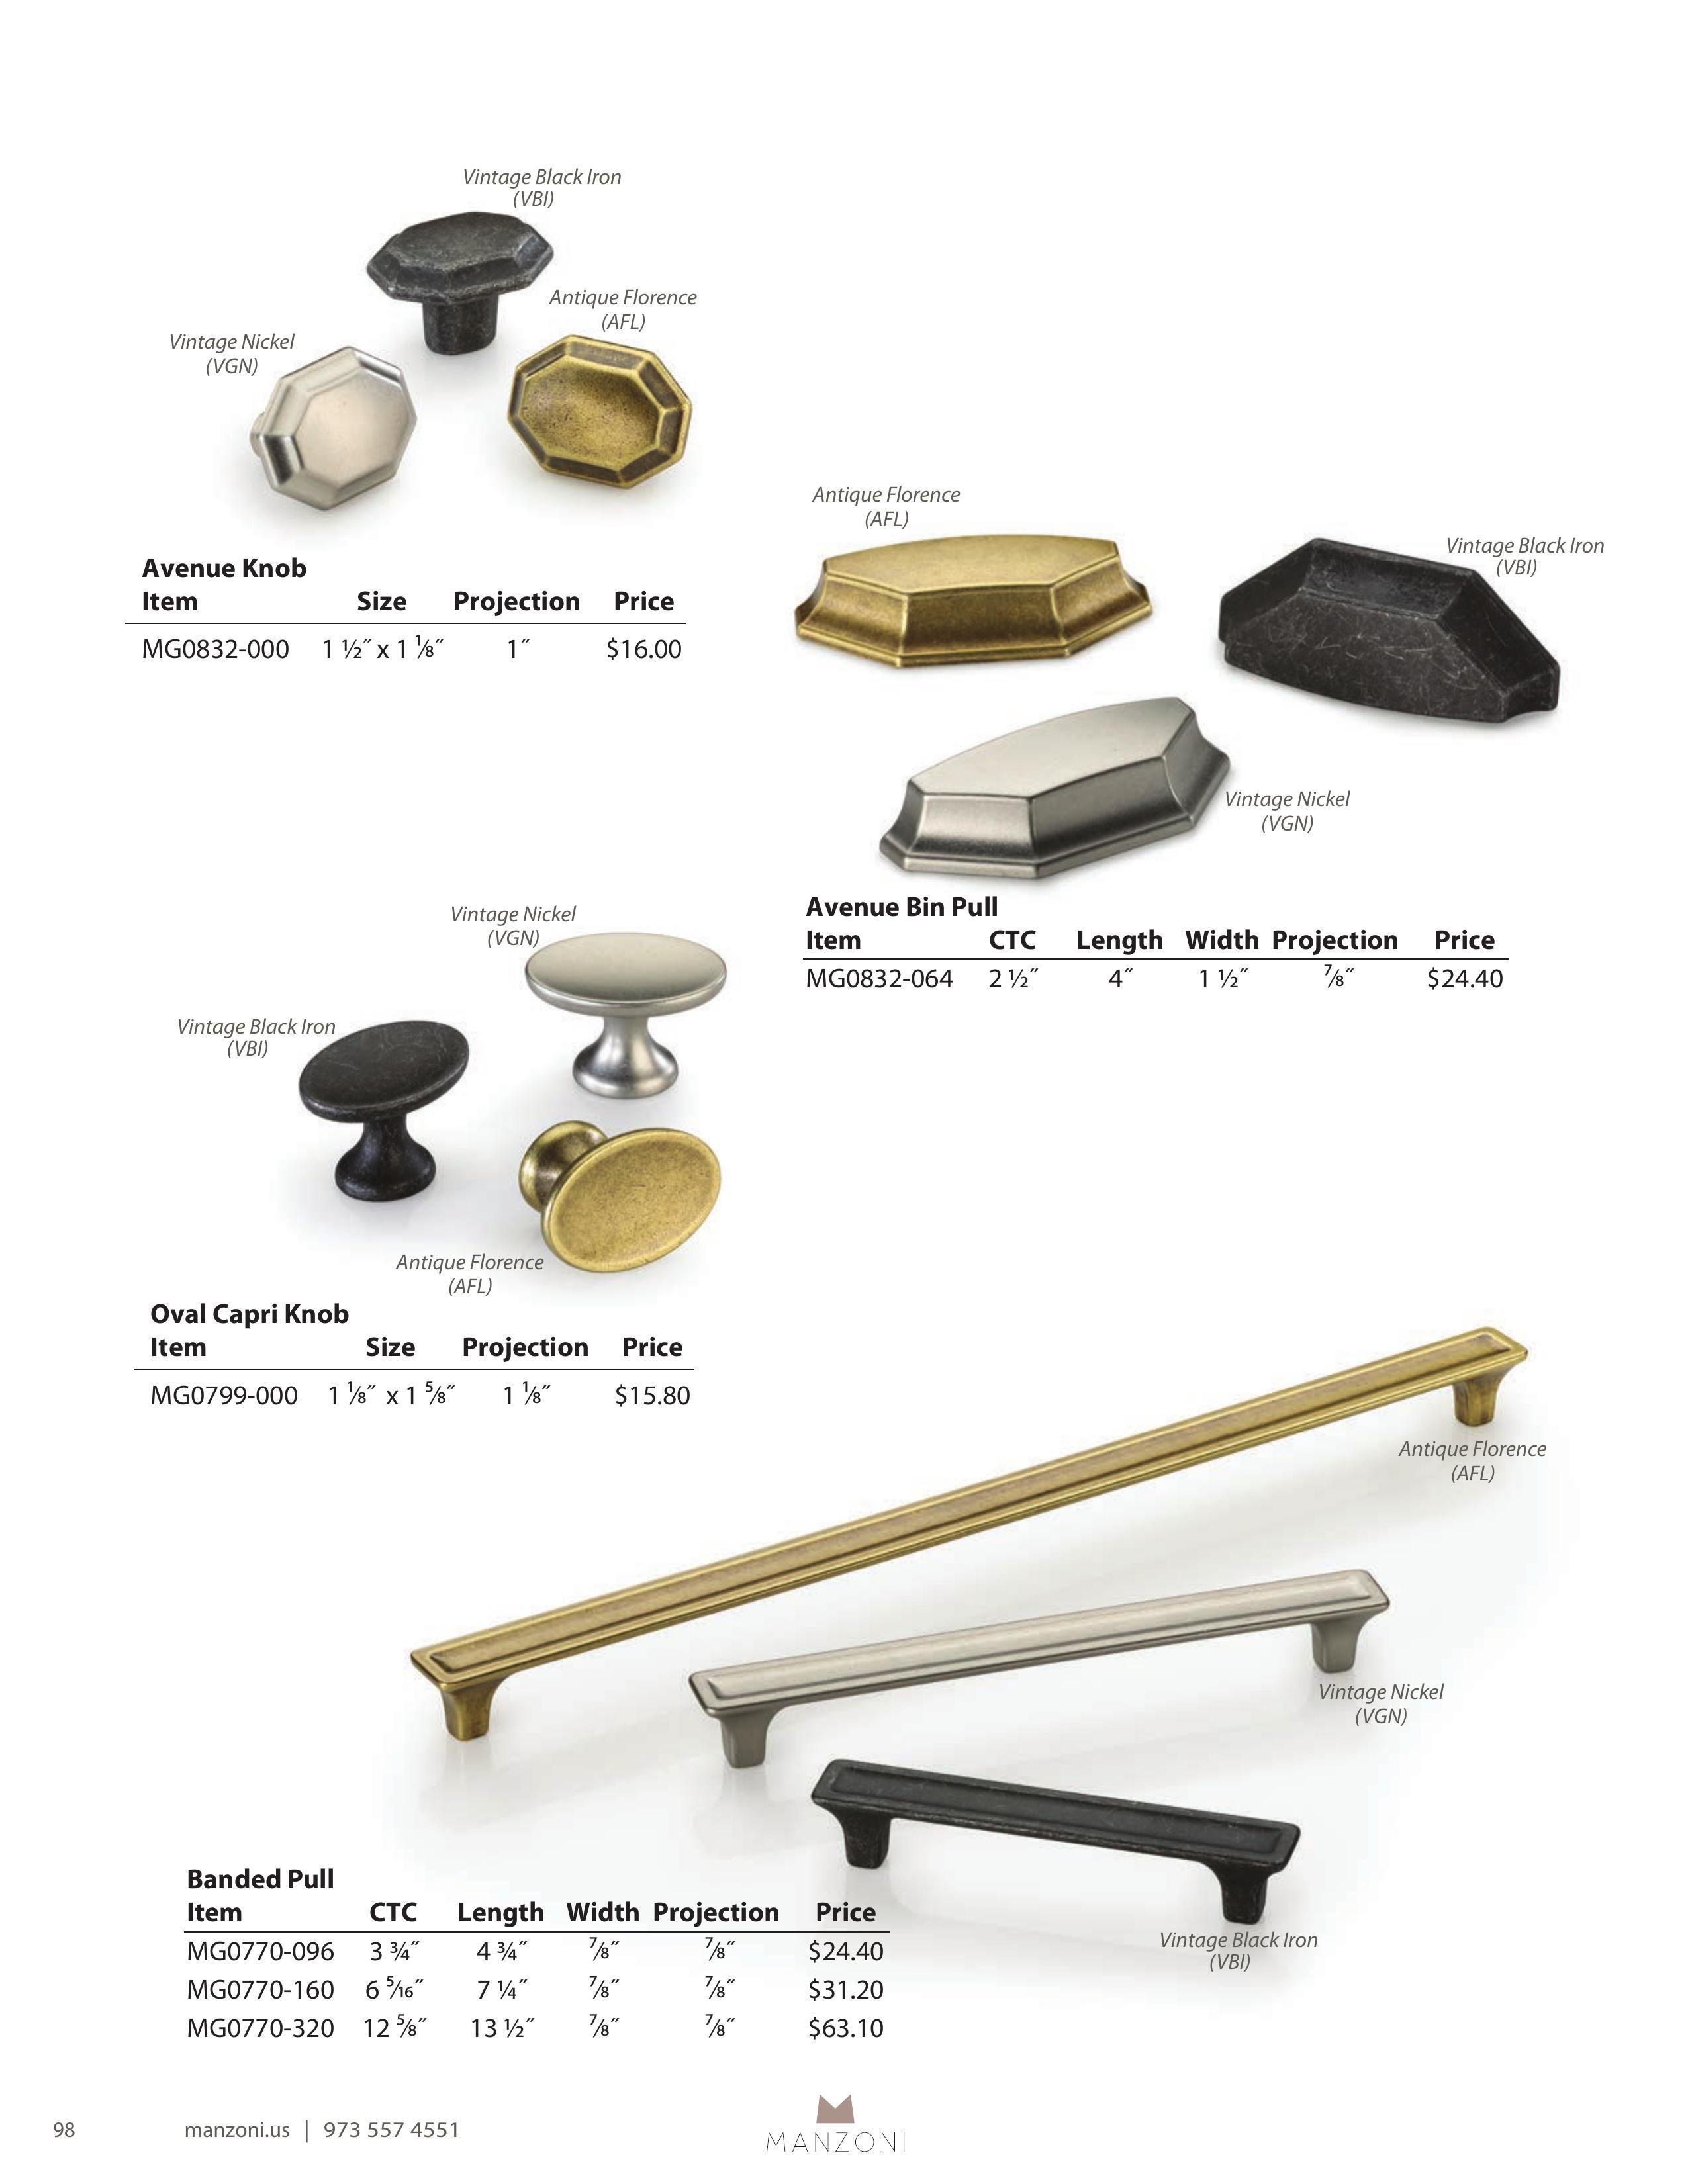 Vintage Black Iron
(VBI)
Antique Florence
(AFL)
Vintage Nickel
(VGN)
Avenue Knob
Item Size Projection Price
MG0832-000 1 ½″ x 1 ⅛″ 1″ $16.00
Antique Florence
(AFL)
Vintage Black Iron
(VBI)
Vintage Nickel
(VGN)
Avenue Bin Pull
Item CTC Length Width Projection Price
MG0832-064 2 ½″ 4″ 1 ½″ ⅞″ $24.40
Vintage Nickel
(VGN)
Vintage Black Iron
(VBI)
Antique Florence
(AFL)
Oval Capri Knob
Item Size Projection Price
MG0799-000 1 ⅛″ x 1 ⅝″ 1 ⅛″ $15.80
Antique Florence
(AFL)
Vintage Nickel
(VGN)
Vintage Black Iron
(VBI)
Banded Pull
Item CTC Length Width Projection Price
MG0770-096 3 ¾″ 4 ¾″ ⅞″ ⅞″ $24.40
MG0770-160 6 5⁄16″ 7 ¼″ ⅞″ ⅞″ $31.20
MG0770-320 12 ⅝″ 13 ½″ ⅞″ ⅞″ $63.10
98 manzoni.us | 973 557 4551
MANZONI